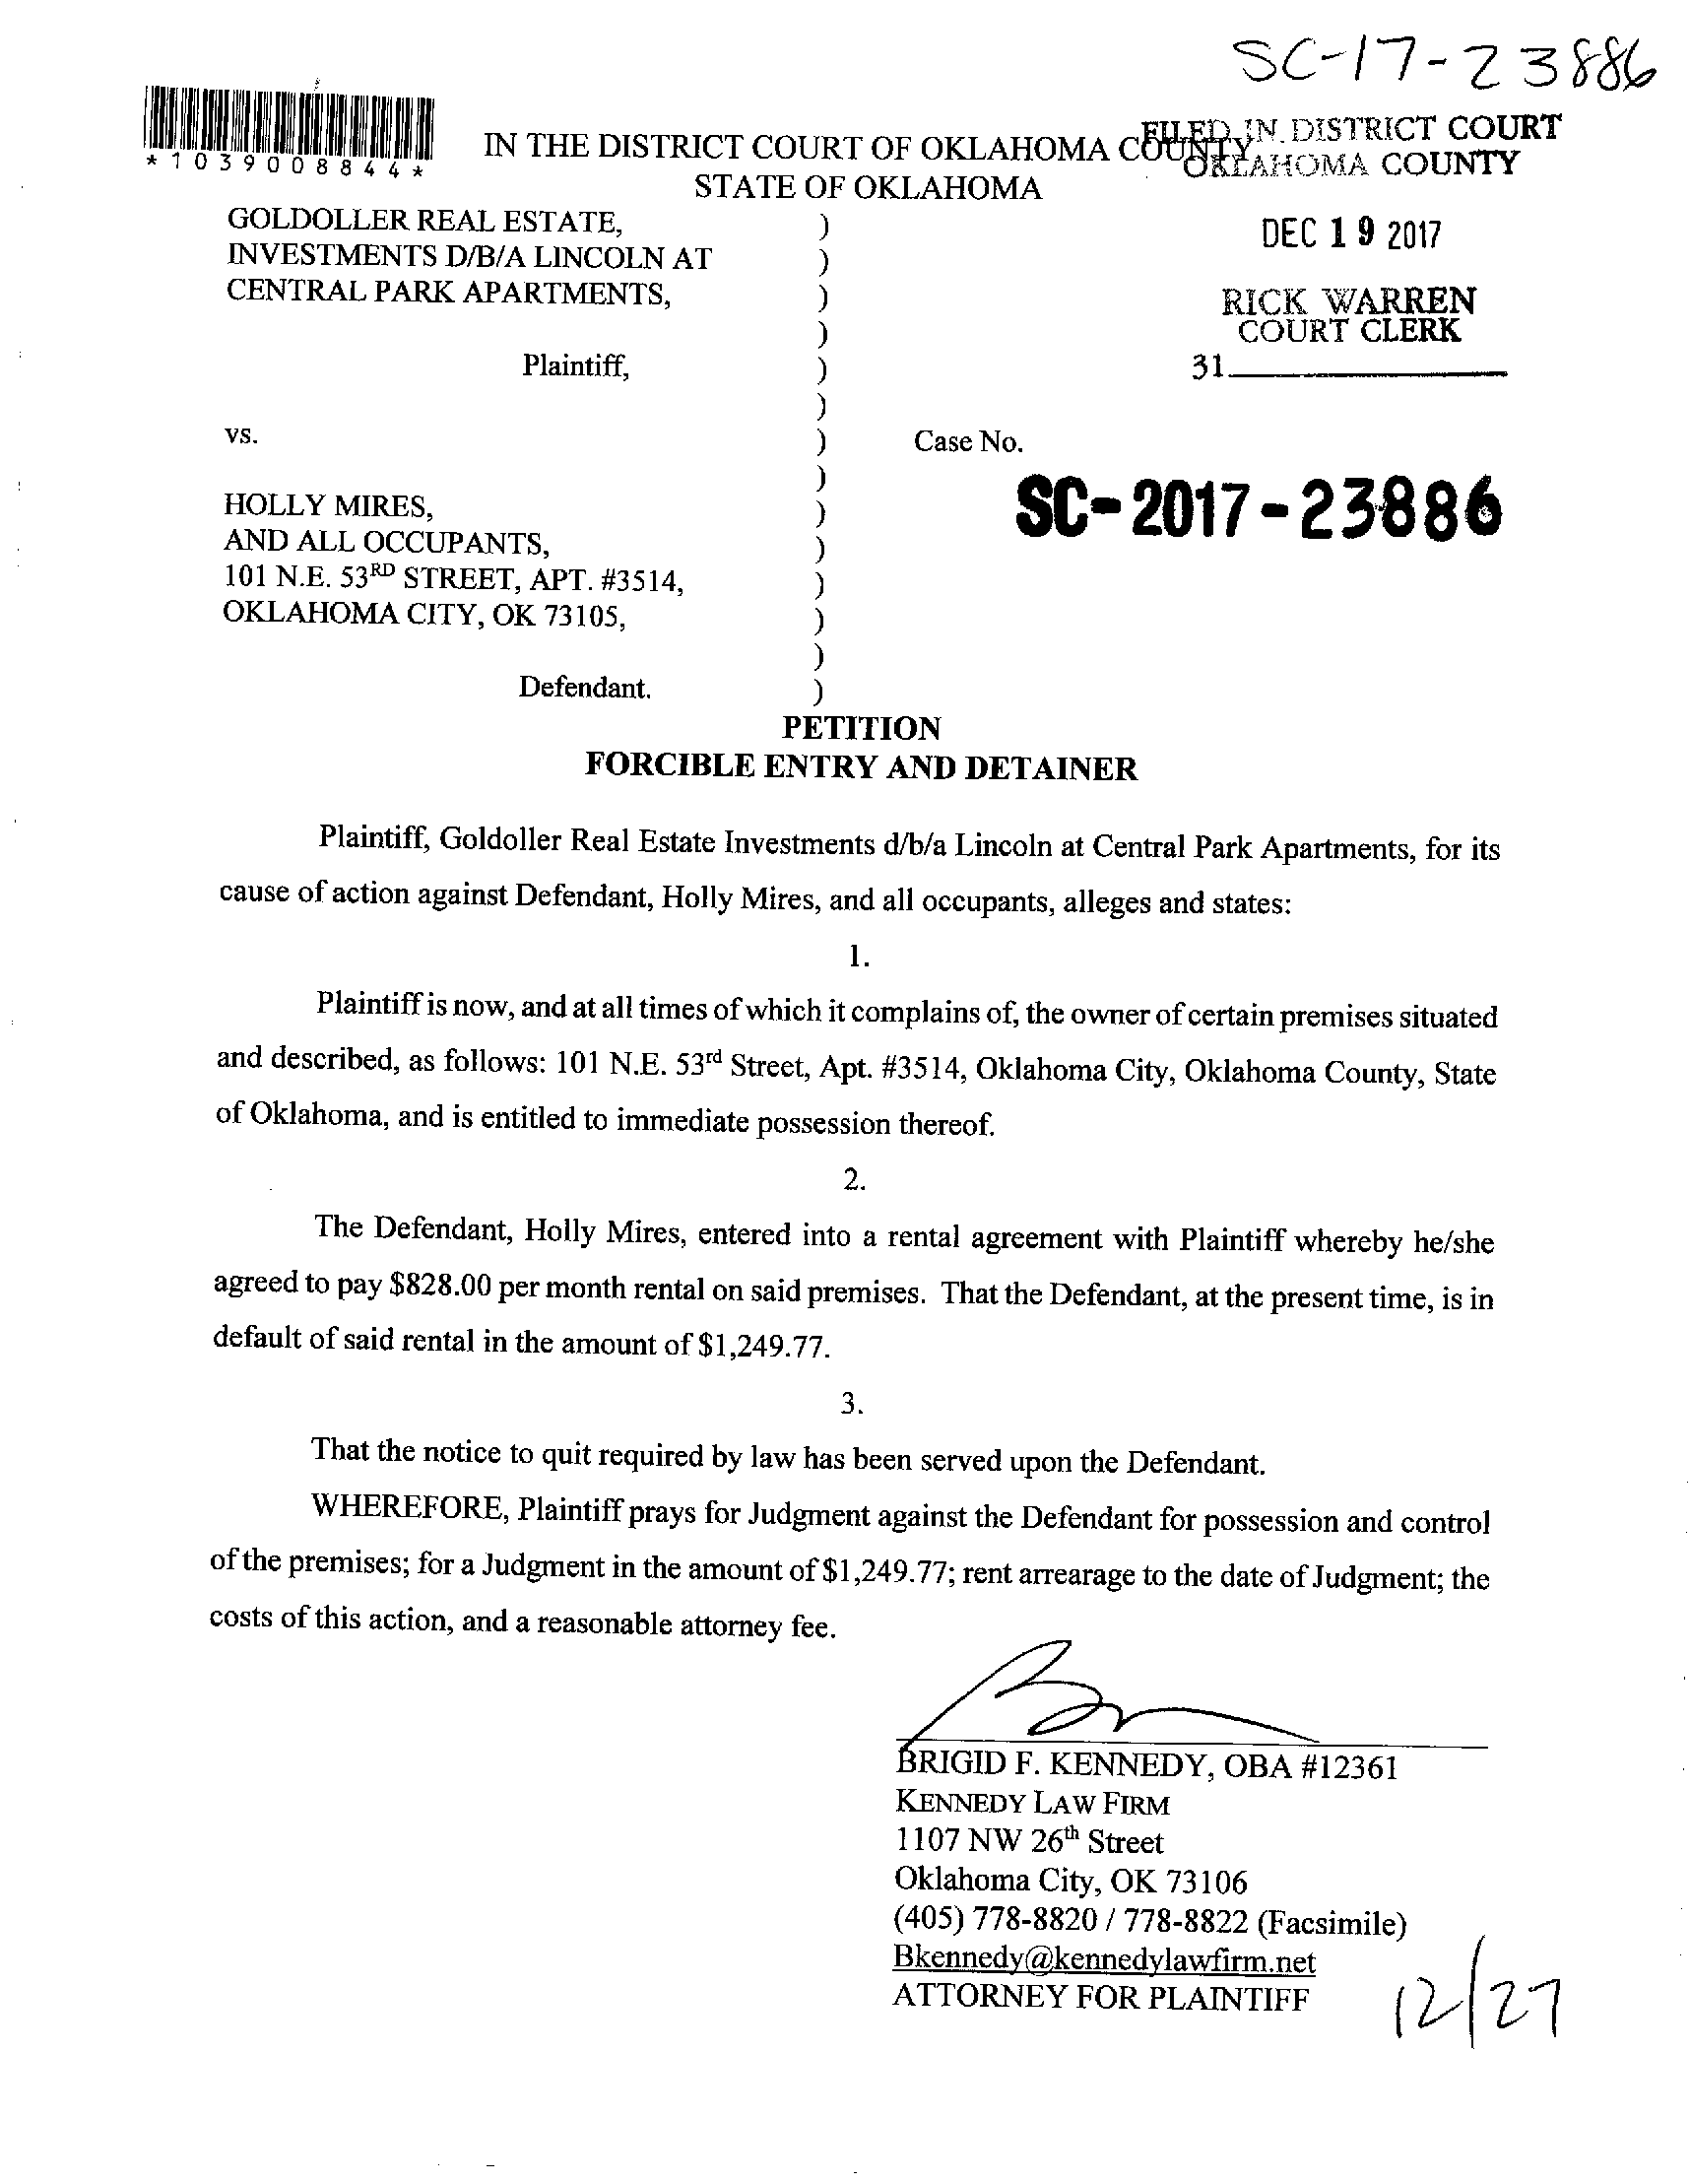 SC-17-23886
*1039008844*
IN THE DISTRICT COURT OF OKLAHOMA COUNTY
STATE OF OKLAHOMA
FILED IN DISTRICT COURT
OKLAHOMA COUNTY
DEC 19 2017
RICK WARREN
COURT CLERK
31
GOLDOLLER REAL ESTATE, )
INVESTMENTS D/B/A LINCOLN AT )
CENTRAL PARK APARTMENTS, )
)
Plaintiff, )
)
vs. ) Case No.
)
SC-2017-23886
HOLLY MIRES, )
AND ALL OCCUPANTS, )
101 N.E. 53RD STREET, APT. #3514, )
OKLAHOMA CITY, OK 73105, )
)
Defendant. )
PETITION
FORCIBLE ENTRY AND DETAINER
Plaintiff, Goldoller Real Estate Investments d/b/a Lincoln at Central Park Apartments, for its
cause of action against Defendant, Holly Mires, and all occupants, alleges and states:
1.
Plaintiff is now, and at all times of which it complains of, the owner of certain premises situated
and described, as follows: 101 N.E. 53rd Street, Apt. #3514, Oklahoma City, Oklahoma County, State
of Oklahoma, and is entitled to immediate possession thereof.
2.
The Defendant, Holly Mires, entered into a rental agreement with Plaintiff whereby he/she
agreed to pay $828.00 per month rental on said premises. That the Defendant, at the present time, is in
default of said rental in the amount of $1,249.77.
3.
That the notice to quit required by law has been served upon the Defendant.
WHEREFORE, Plaintiff prays for Judgment against the Defendant for possession and control
of the premises; for a Judgment in the amount of $1,249.77; rent arrearage to the date of Judgment; the
costs of this action, and a reasonable attorney fee.
BRIGID F. KENNEDY, OBA #12361
KENNEDY LAW FIRM
1107 NW 26th Street
Oklahoma City, OK 73106
(405) 778-8820 / 778-8822 (Facsimile)
Bkennedy@kennedylawfirm.net
ATTORNEY FOR PLAINTIFF
12/27